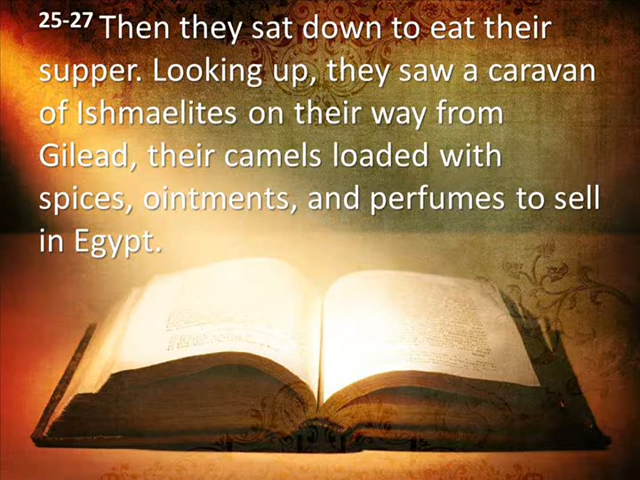 25-27 Then they sat down to eat their
supper. Looking up, they saw a caravan
of Ishmaelites on their way from
Gilead, their camels loaded with
spices, ointments, and perfumes to sell
in Egypt.